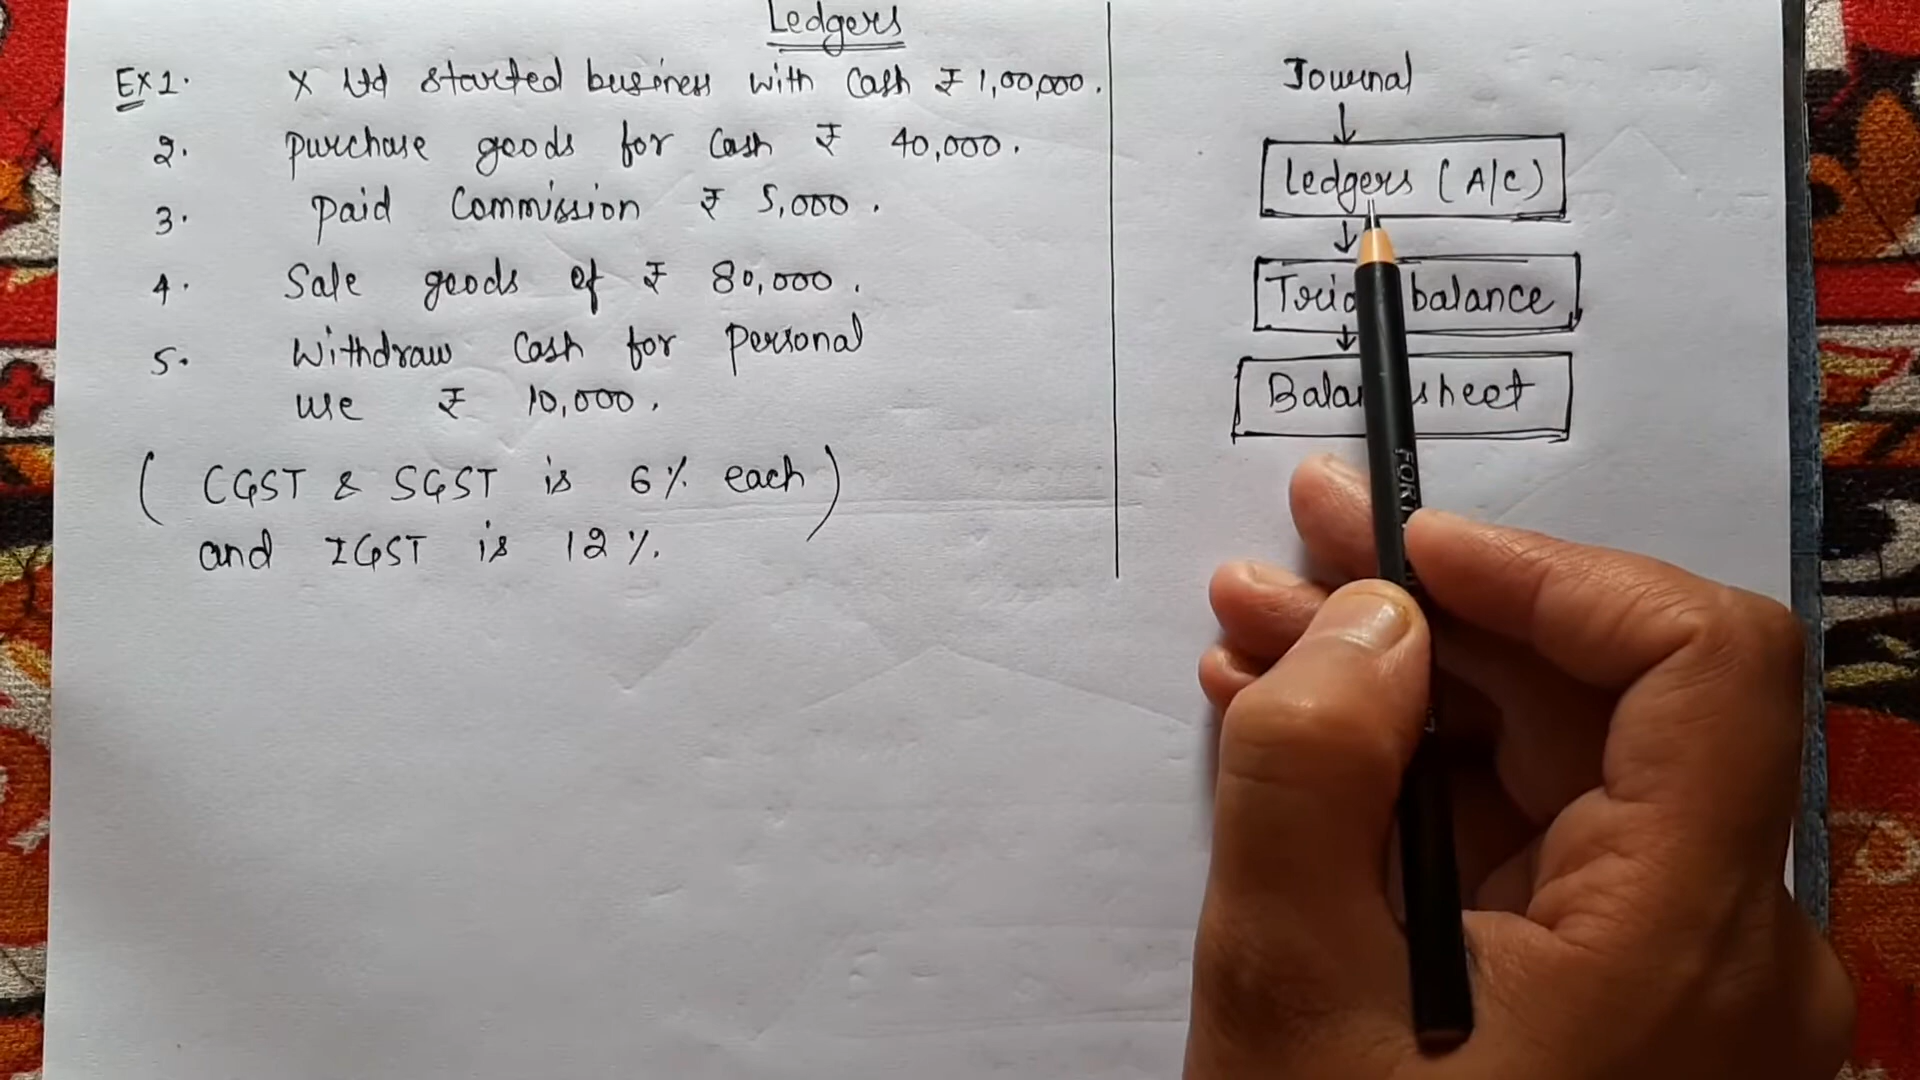 Ledgers
Ex 1. X Ltd started business with Cash ₹ 1,00,000.
2. purchase goods for Cash ₹ 40,000.
3. paid Commission ₹ 5,000.
4. Sale goods of ₹ 80,000.
5. Withdraw Cash for personal
use ₹ 10,000.
( CGST & SGST is 6% each )
and IGST is 12%.
Journal
↓
Ledgers (A/C)
↓
balance
↓
sheet